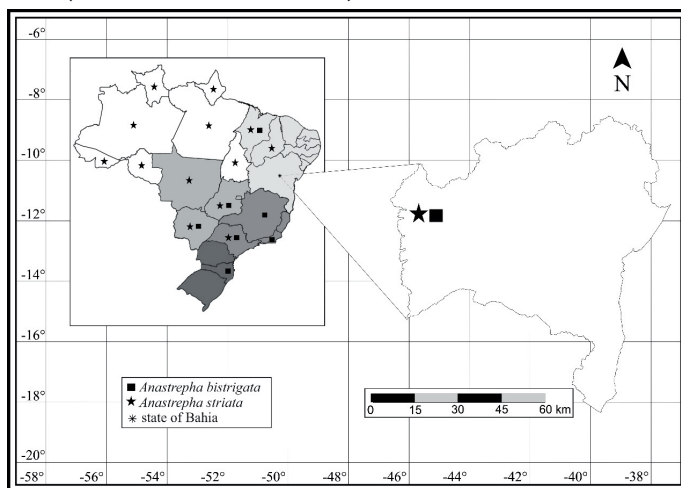 -6°
-8°
-10°
-12°
-14°
-16°
-18°
-20°
N
Anastrepha bistrigata
Anastrepha striata
state of Bahia
0 15 30 45 60 km
-58° -56° -54° -52° -50° -48° -46° -44° -42° -40° -38°